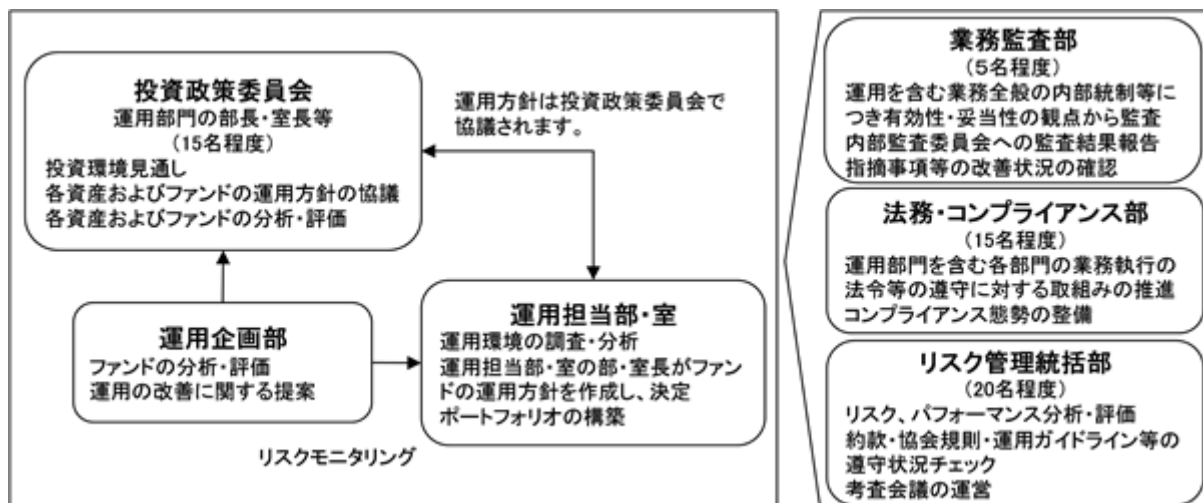 投資政策委員会
運用部門の部長・室長等
(15名程度)
投資環境見通し
各資産およびファンドの運用方針の協議
各資産およびファンドの分析・評価
運用方針は投資政策委員会で
協議されます。
運用企画部
ファンドの分析・評価
運用の改善に関する提案
運用担当部・室
運用環境の調査・分析
運用担当部・室の部・室長がファン
ドの運用方針を作成し、決定
ポートフォリオの構築
リスクモニタリング
業務監査部
(5名程度)
運用を含む業務全般の内部統制等に
つき有効性・妥当性の観点から監査
内部監査委員会への監査結果報告
指摘事項等の改善状況の確認
法務・コンプライアンス部
(15名程度)
運用部門を含む各部門の業務執行の
法令等の遵守に対する取組みの推進
コンプライアンス態勢の整備
リスク管理統括部
(20名程度)
リスク、パフォーマンス分析・評価
約款・協会規則・運用ガイドライン等の
遵守状況チェック
考査会議の運営